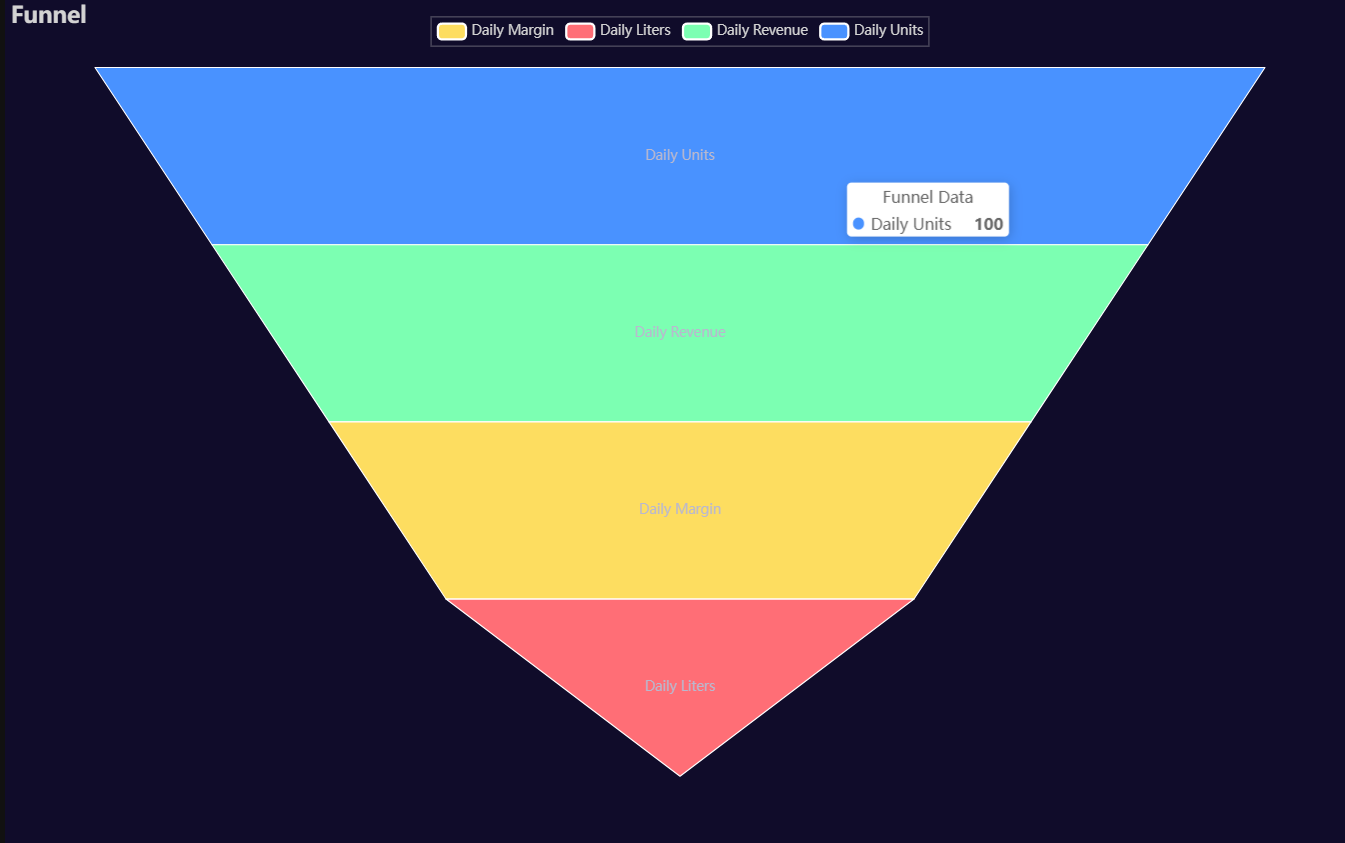 Funnel
Daily Margin Daily Liters Daily Revenue Daily Units
Daily Units
Funnel Data
Daily Units 100
Daily Revenue
Daily Margin
Daily Liters